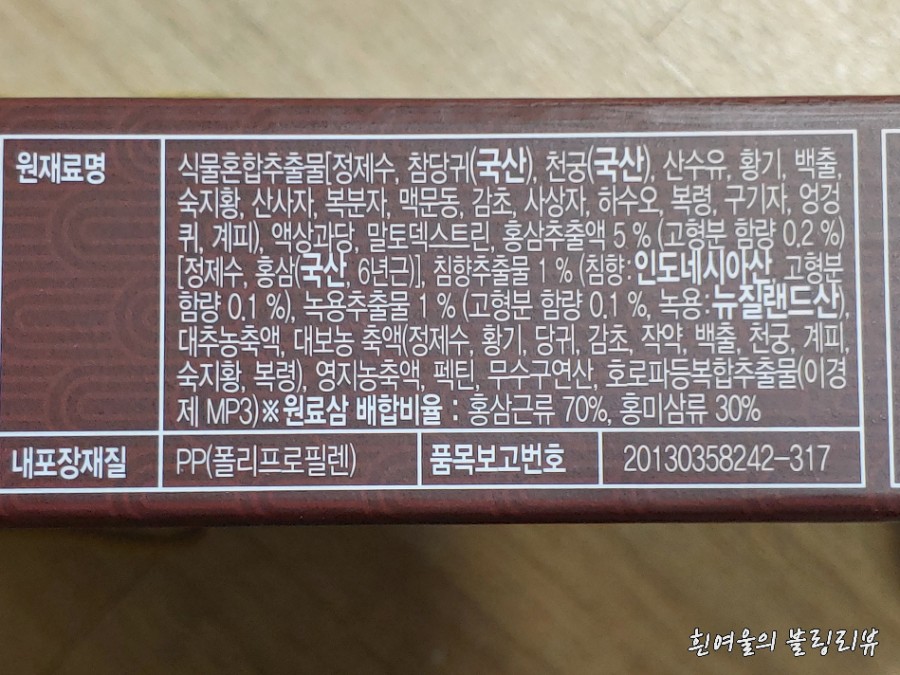 원재료명
식물혼합추출물[정제수, 참당귀(국산), 천궁(국산), 산수유, 황기, 백출,
숙지황, 산사자, 복분자, 맥문동, 감초, 사상자, 하수오, 복령, 구기자, 엉겅
퀴, 계피), 액상과당, 말토덱스트린, 홍삼추출액 5 % (고형분 함량 0.2 %)
[정제수, 홍삼(국산, 6년근)], 침향추출물 1 % (침향:인도네시아산, 고형분
함량 0.1 %), 녹용추출물 1 % (고형분 함량 0.1 %, 녹용:뉴질랜드산),
대추농축액, 대보농 축액(정제수, 황기, 당귀, 감초, 작약, 백출, 천궁, 계피,
숙지황, 복령), 영지농축액, 펙틴, 무수구연산, 호로파등복합추출물(이경
제 MP3)※원료삼 배합비율 : 홍삼근류 70%, 홍미삼류 30%
내포장재질
PP(폴리프로필렌)
품목보고번호
20130358242-317
흰여울의 블링리뷰